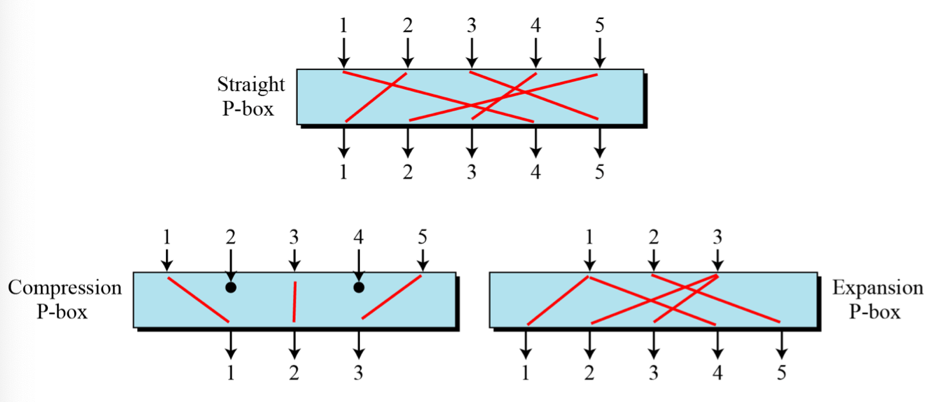 1 2 3 4 5
Straight
P-box
1 2 3 4 5
1 2 3 4 5
Compression
P-box
1 2 3
1 2 3
Expansion
P-box
1 2 3 4 5